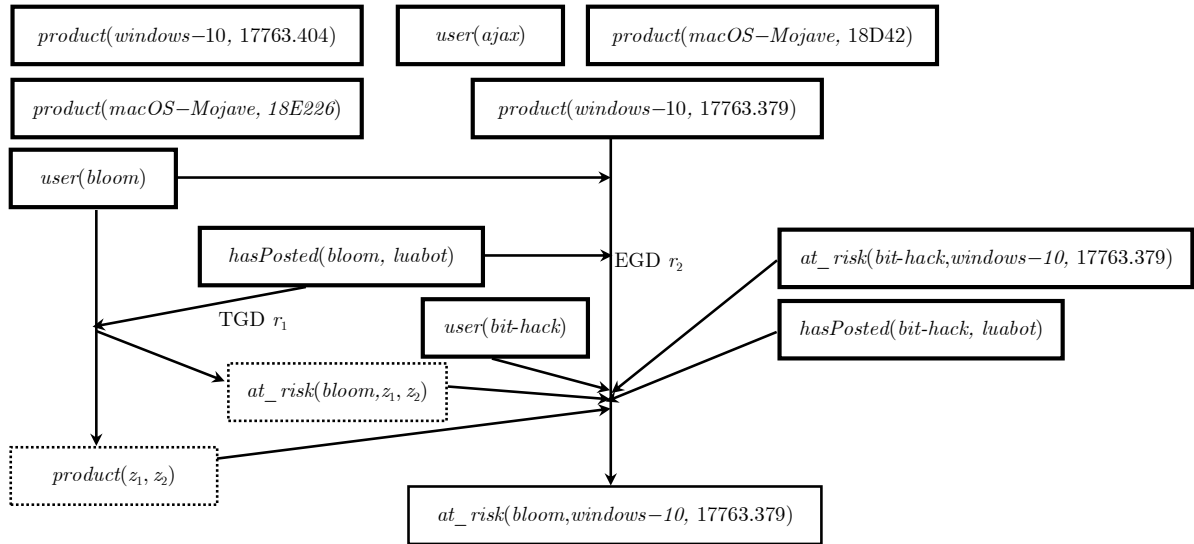 product(windows−10, 17763.404)
user(ajax)
product(macOS−Mojave, 18D42)
product(macOS−Mojave, 18E226)
product(windows−10, 17763.379)
user(bloom)
hasPosted(bloom, luabot)
EGD r₂
at_risk(bit-hack,windows−10, 17763.379)
TGD r₁
user(bit-hack)
hasPosted(bit-hack, luabot)
at_risk(bloom,z₁, z₂)
product(z₁, z₂)
at_risk(bloom,windows−10, 17763.379)